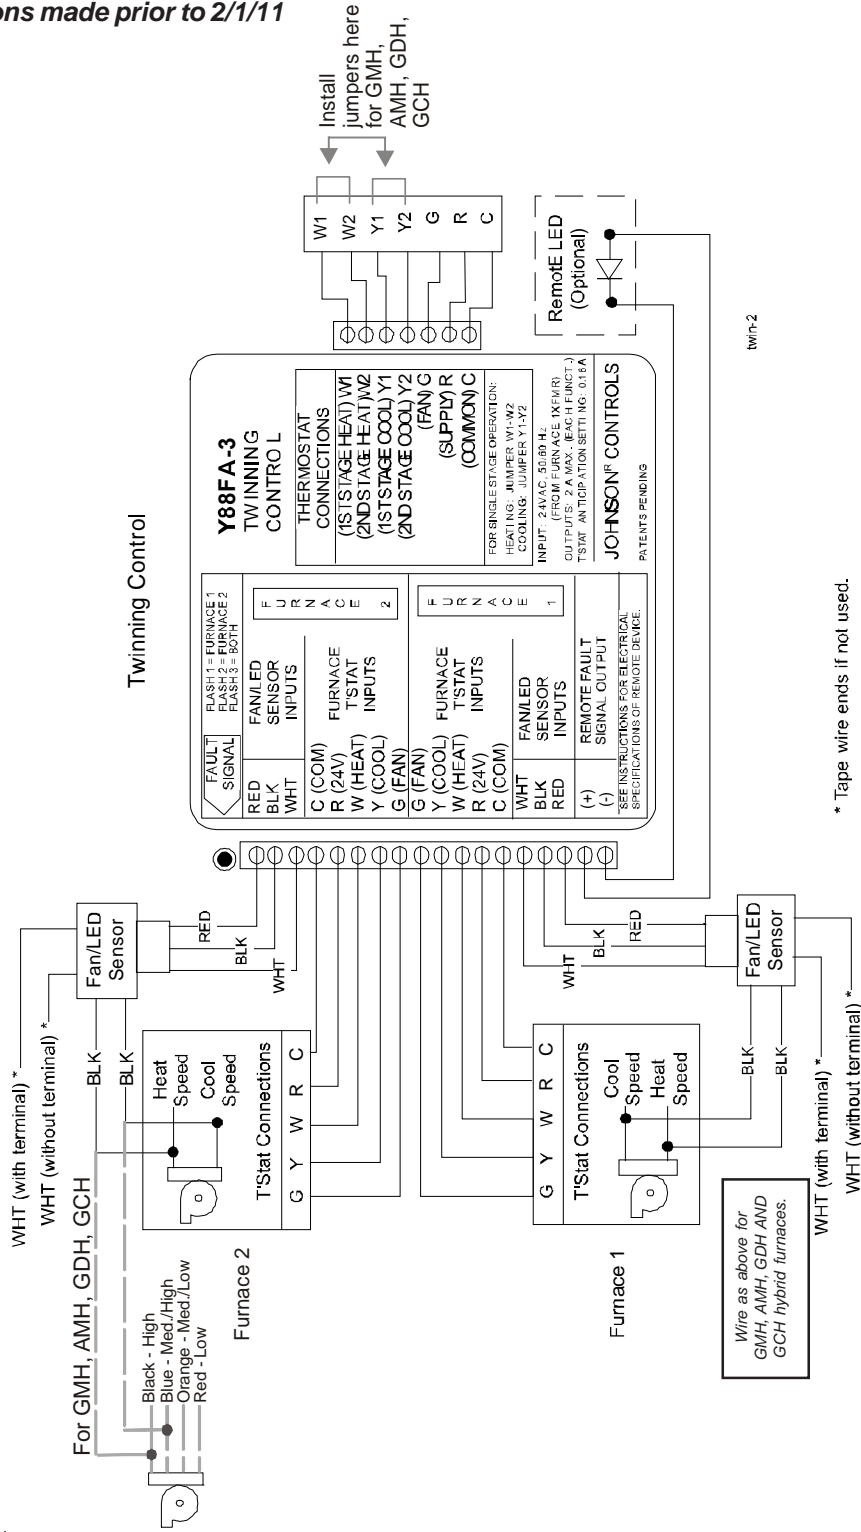 ons made prior to 2/1/11
Install
jumpers here
for GMH,
AMH, GDH,
GCH
W1
W2
Y1
Y2
G
R
C
RemotE LED
(Optional)
twin-2
Twinning Control
Y88FA-3
TWINNING
CONTROL
THERMOSTAT
CONNECTIONS
(1ST STAGE HEAT) W1
(2ND STAGE HEAT) W2
(1ST STAGE COOL) Y1
(2ND STAGE COOL) Y2
(FAN) G
(SUPPLY) R
(COMMON) C
FOR SINGLE STAGE OPERATION:
HEATING: JUMPER W1-W2
COOLING: JUMPER Y1-Y2
INPUT: 24VAC, 50/60 Hz
(FROM FURNACE 1XFMR)
OUTPUTS: 2 A MAX. (EACH FUNCT.)
T'STAT ANTICIPATION SETTING: 0.16A
JOHNSONR CONTROLS
PATENTS PENDING
FAULT
SIGNAL
FLASH 1 = FURNACE 1
FLASH 2 = FURNACE 2
FLASH 3 = BOTH
RED
BLK
WHT
FAN/LED
SENSOR
INPUTS
FURNACE 2
C (COM)
R (24V)
W (HEAT)
Y (COOL)
G (FAN)
FURNACE
T'STAT
INPUTS
G (FAN)
Y (COOL)
W (HEAT)
R (24V)
C (COM)
FURNACE
T'STAT
INPUTS
FURNACE 1
WHT
BLK
RED
FAN/LED
SENSOR
INPUTS
(+)
(-)
REMOTE FAULT
SIGNAL OUTPUT
SEE INSTRUCTIONS FOR ELECTRICAL
SPECIFICATIONS OF REMOTE DEVICE.
* Tape wire ends if not used.
Fan/LED
Sensor
RED
BLK
WHT
WHT (with terminal) *
WHT (without terminal) *
BLK
BLK
Heat
Speed
Cool
Speed
T'Stat Connections
G Y W R C
Furnace 2
For GMH, AMH, GDH, GCH
Black - High
Blue - Med./High
Orange - Med./Low
Red - Low
WHT
BLK
RED
Fan/LED
Sensor
T'Stat Connections
G Y W R C
Cool
Speed
Heat
Speed
BLK
BLK
Furnace 1
WHT (with terminal) *
WHT (without terminal) *
Wire as above for
GMH, AMH, GDH AND
GCH hybrid furnaces.